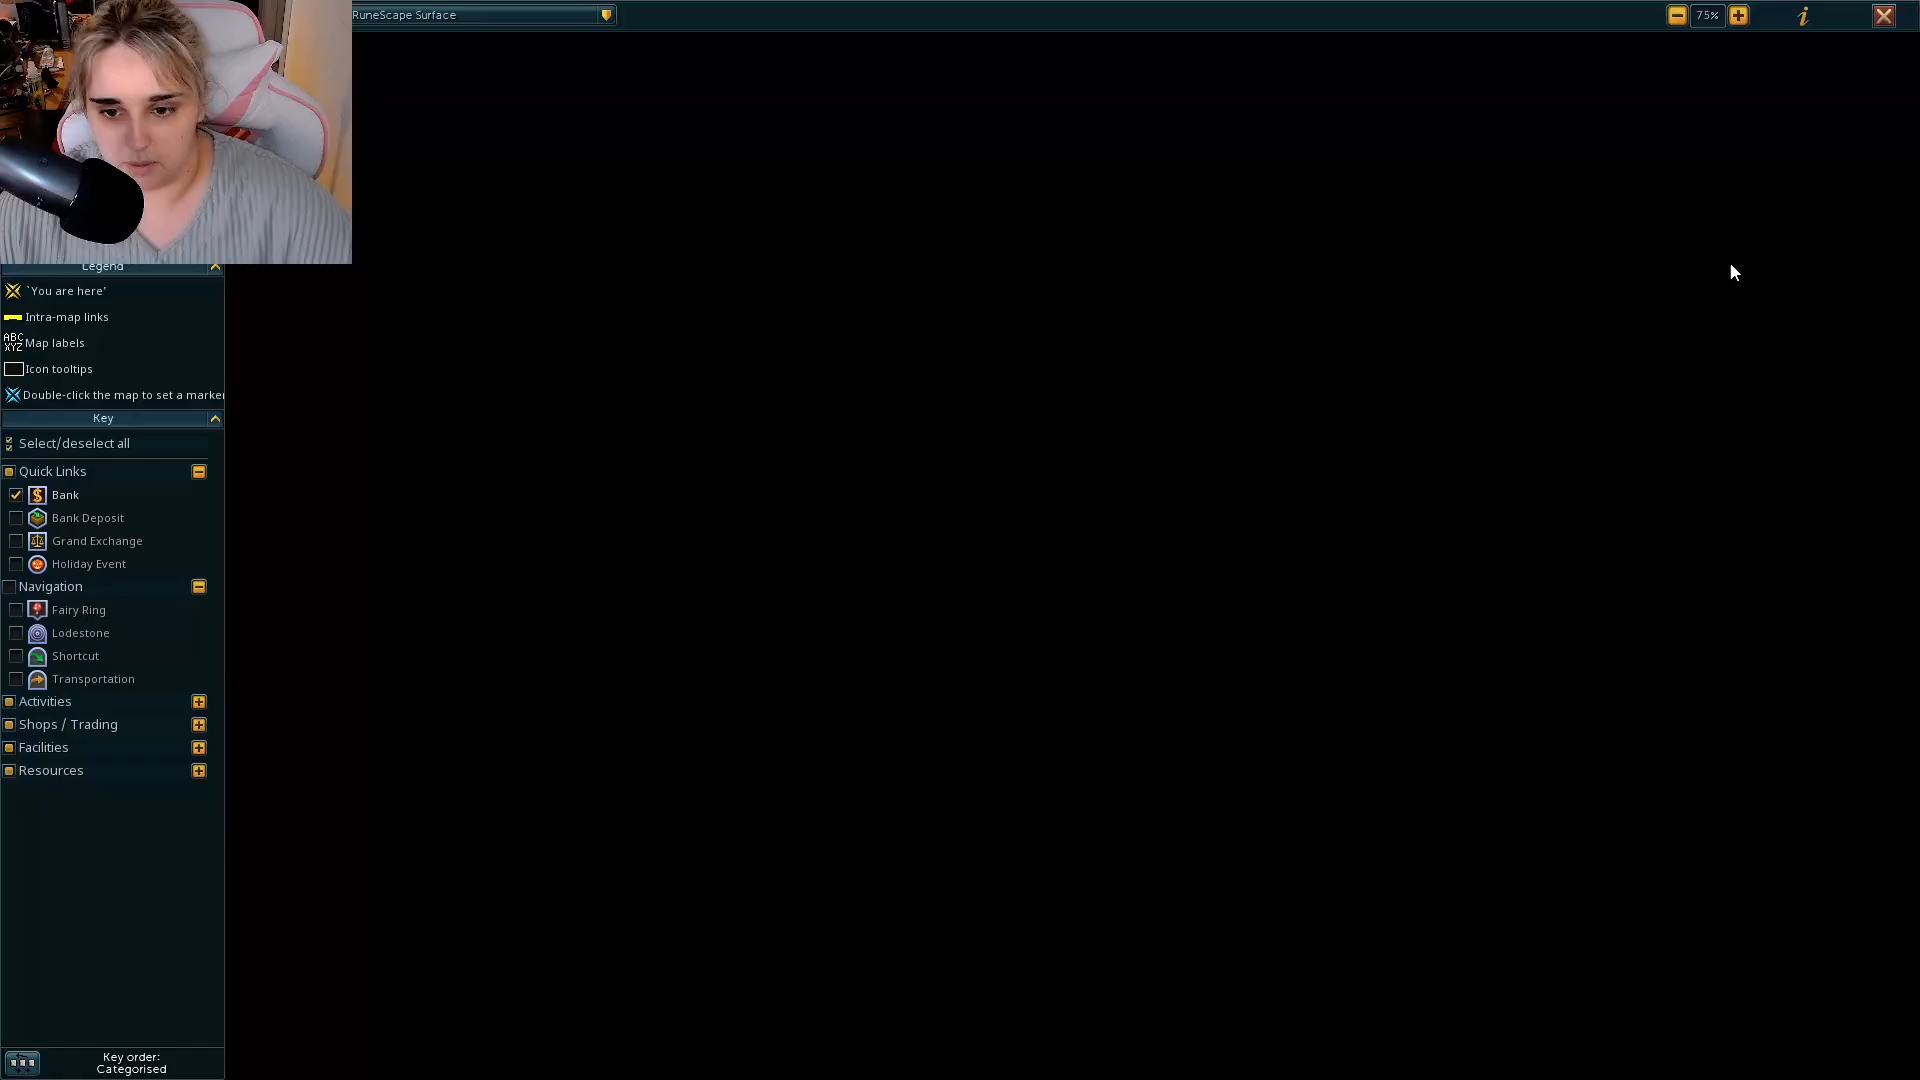 RuneScape Surface
75%
i
Legend
`You are here'
Intra-map links
ABC
XYZ
Map labels
Icon tooltips
Double-click the map to set a marker
Key
Select/deselect all
Quick Links
$ Bank
Bank Deposit
Grand Exchange
Holiday Event
Navigation
Fairy Ring
Lodestone
Shortcut
Transportation
Activities
Shops / Trading
Facilities
Resources
Key order:
Categorised